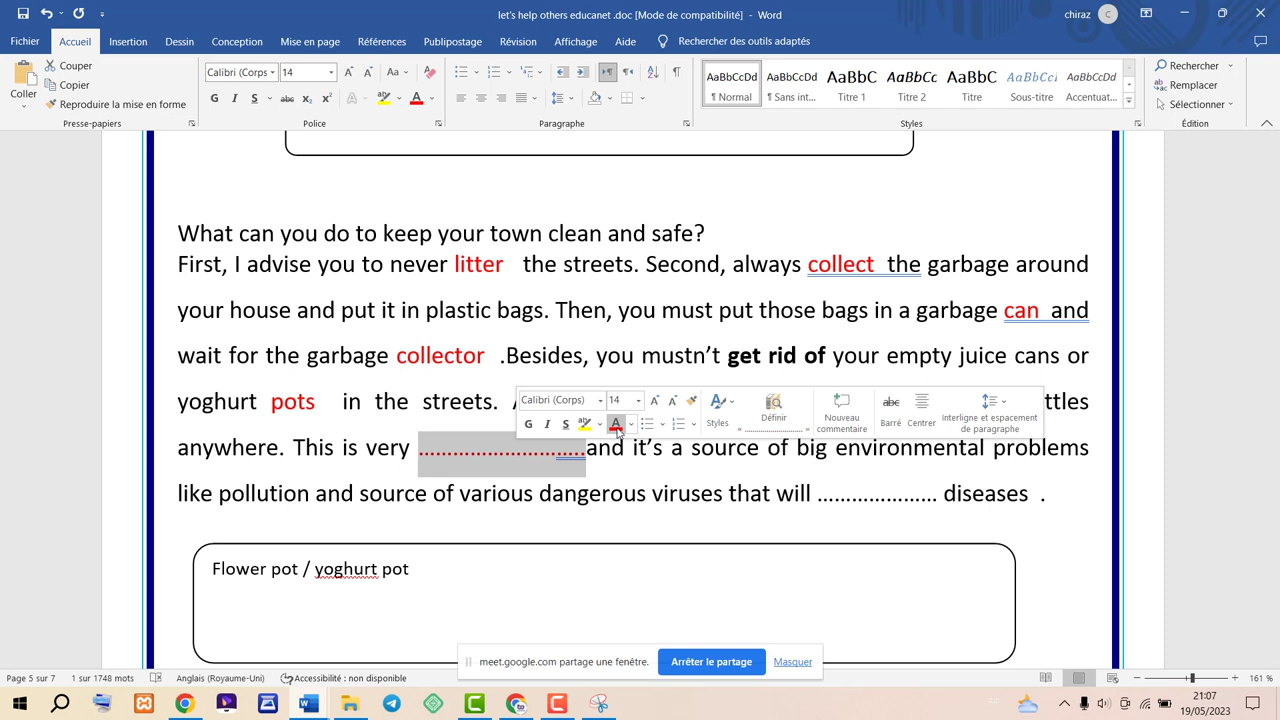 let's help others educanet .doc [Mode de compatibilité] - Word
chiraz
C
Fichier Accueil Insertion Dessin Conception Mise en page Références Publipostage Révision Affichage Aide Rechercher des outils adaptés
Coller
Couper
Copier
Reproduire la mise en forme
Calibri (Corps) 14
AaBbCcDd AaBbCcDd AaBbC AaBbCc AaBbC AaBbCcI AaBbCcDd
¶ Normal ¶ Sans int... Titre 1 Titre 2 Titre Sous-titre Accentuat...
Rechercher
Remplacer
Sélectionner
Presse-papiers Police Paragraphe Styles Édition
What can you do to keep your town clean and safe?
First, I advise you to never litter the streets. Second, always collect the garbage around
your house and put it in plastic bags. Then, you must put those bags in a garbage can and
wait for the garbage collector .Besides, you mustn't get rid of your empty juice cans or
yoghurt pots in the streets.
Calibri (Corps) 14
G I S
Styles Définir Nouveau commentaire Barré Centrer Interligne et espacement de paragraphe
anywhere. This is very .............................and it's a source of big environmental problems
like pollution and source of various dangerous viruses that will ..................... diseases .
Flower pot / yoghurt pot
meet.google.com partage une fenêtre. Arrêter le partage Masquer
Page 5 sur 7 1 sur 1748 mots Anglais (Royaume-Uni) Accessibilité : non disponible 161 %
21:07
19/05/2023